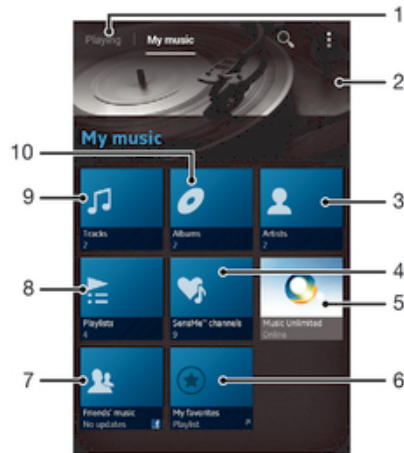 1
Playing My music
2
My music
10
9
Tracks
2
Albums
2
Artists
2
3
4
8
Playlists
4
SensMe™ channels
9
Music Unlimited
Online
5
7
Friends' music
No updates
f
My favorites
Playlist
6